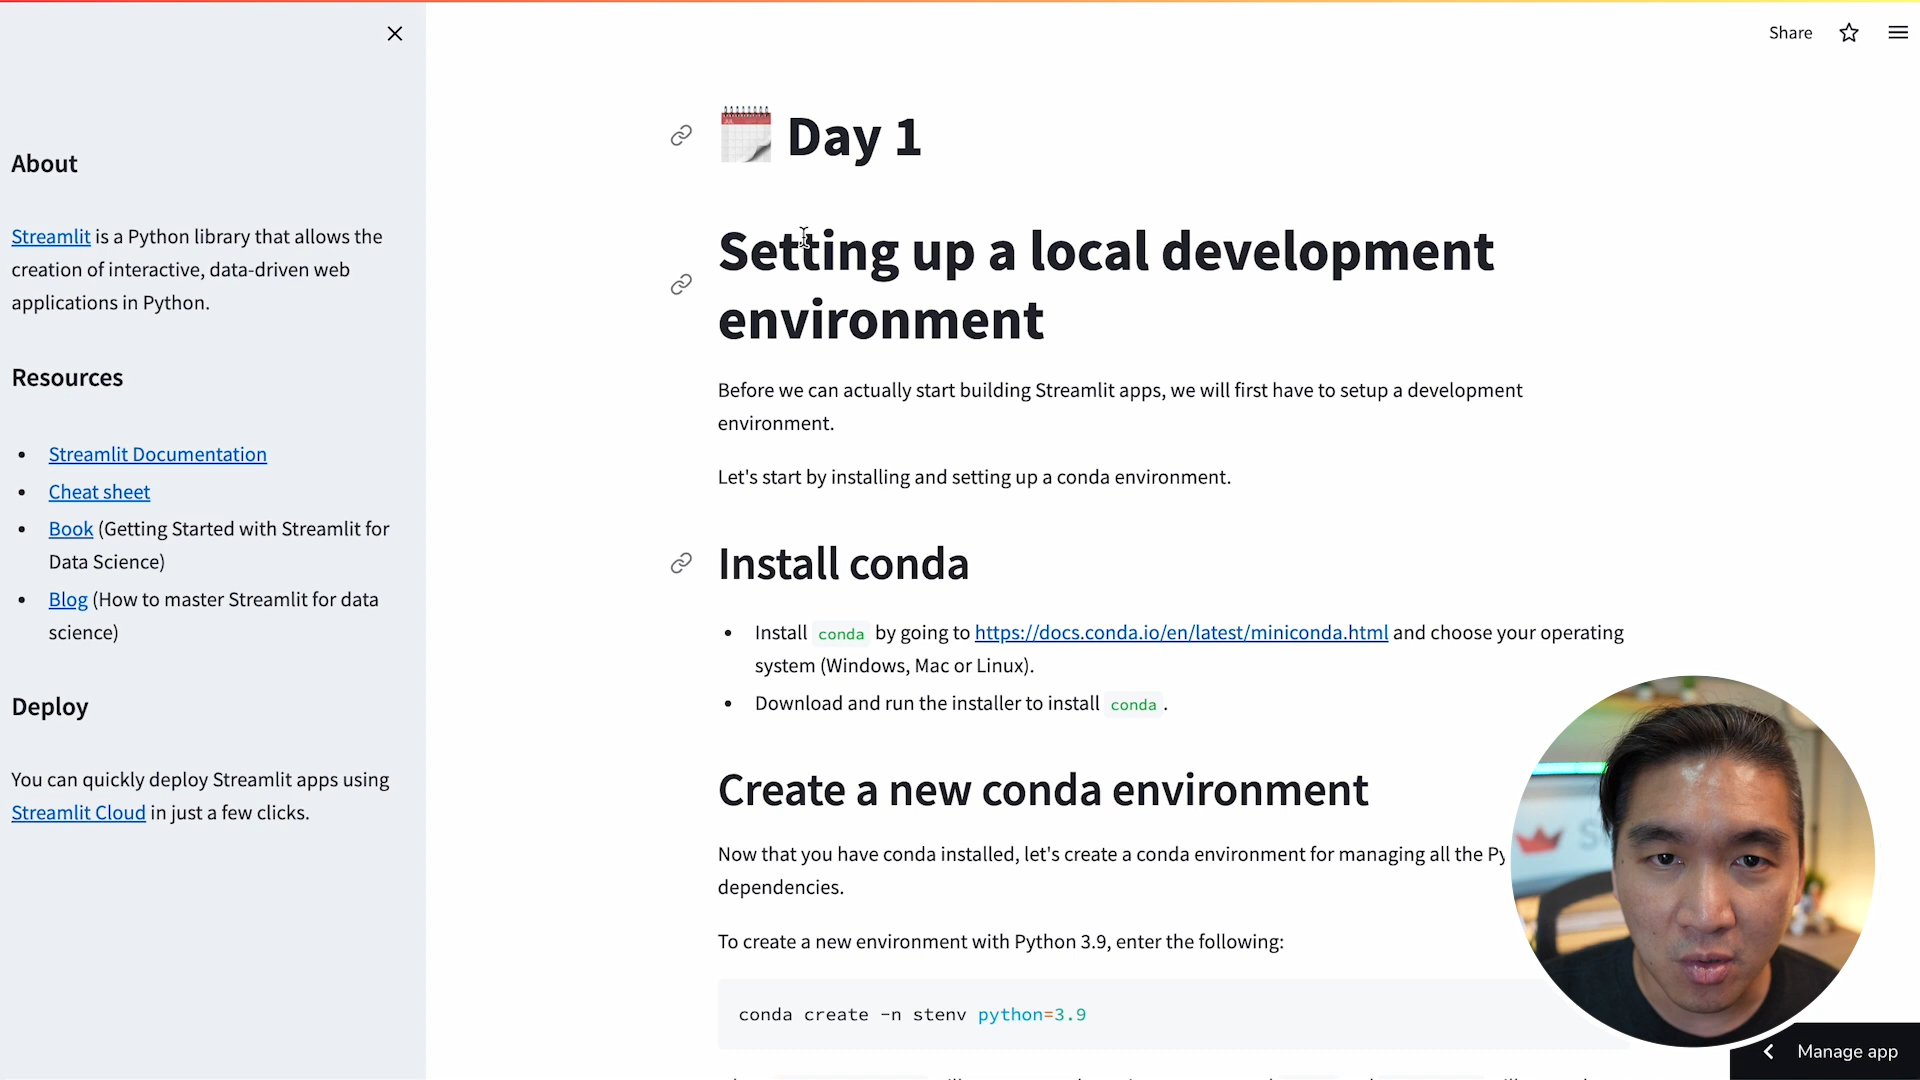 Share
About
Streamlit is a Python library that allows the
creation of interactive, data-driven web
applications in Python.
Resources
• Streamlit Documentation
• Cheat sheet
• Book (Getting Started with Streamlit for
Data Science)
• Blog (How to master Streamlit for data
science)
Deploy
You can quickly deploy Streamlit apps using
Streamlit Cloud in just a few clicks.
Day 1
Setting up a local development
environment
Before we can actually start building Streamlit apps, we will first have to setup a development
environment.
Let's start by installing and setting up a conda environment.
Install conda
• Install conda by going to https://docs.conda.io/en/latest/miniconda.html and choose your operating
system (Windows, Mac or Linux).
• Download and run the installer to install conda .
Create a new conda environment
Now that you have conda installed, let's create a conda environment for managing all the Py
dependencies.
To create a new environment with Python 3.9, enter the following:
conda create -n stenv python=3.9
Manage app